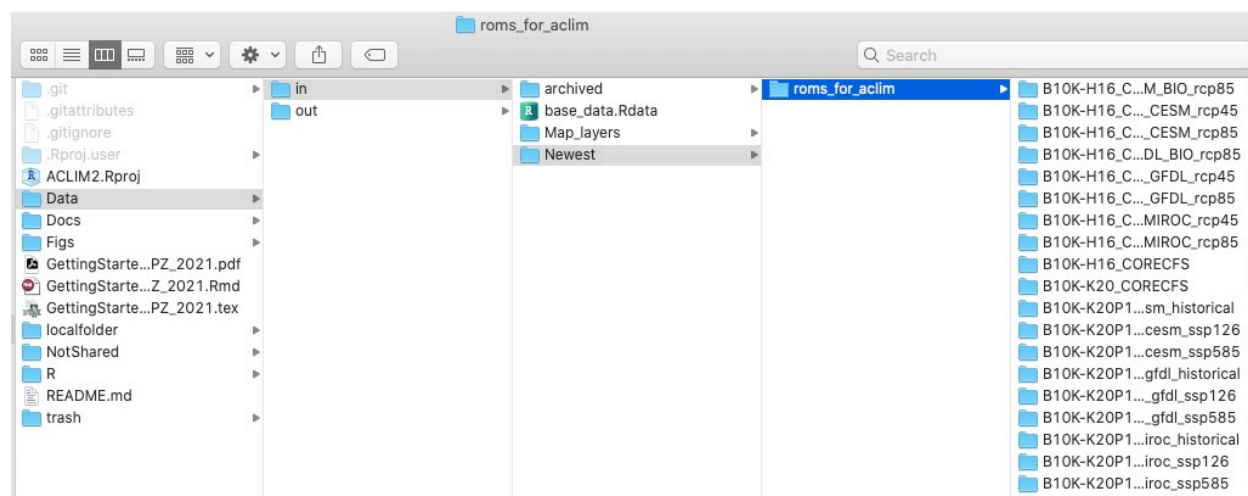 roms_for_aclim
Search
.git
.gitattributes
.gitignore
.Rproj.user
ACLIM2.Rproj
Data
Docs
Figs
GettingStarte...PZ_2021.pdf
GettingStarte...Z_2021.Rmd
GettingStarte...PZ_2021.tex
localfolder
NotShared
R
README.md
trash
in
out
archived
base_data.Rdata
Map_layers
Newest
roms_for_aclim
B10K-H16_C...M_BIO_rcp85
B10K-H16_C..._CESM_rcp45
B10K-H16_C..._CESM_rcp85
B10K-H16_C...DL_BIO_rcp85
B10K-H16_C..._GFDL_rcp45
B10K-H16_C..._GFDL_rcp85
B10K-H16_C...MIROC_rcp45
B10K-H16_C...MIROC_rcp85
B10K-H16_CORECFS
B10K-K20_CORECFS
B10K-K20P1...sm_historical
B10K-K20P1...cesm_ssp126
B10K-K20P1...cesm_ssp585
B10K-K20P1...gfdl_historical
B10K-K20P1..._gfdl_ssp126
B10K-K20P1..._gfdl_ssp585
B10K-K20P1...iroc_historical
B10K-K20P1...iroc_ssp126
B10K-K20P1...iroc_ssp585